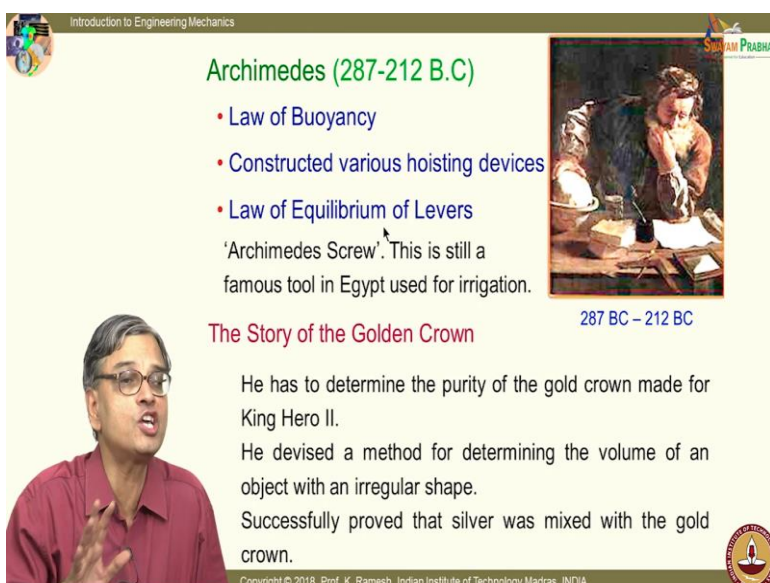 Introduction to Engineering Mechanics
SWAYAM PRABHA
Archimedes (287-212 B.C)
• Law of Buoyancy
• Constructed various hoisting devices
• Law of Equilibrium of Levers
‘Archimedes Screw’. This is still a
famous tool in Egypt used for irrigation.
287 BC – 212 BC
The Story of the Golden Crown
He has to determine the purity of the gold crown made for
King Hero II.
He devised a method for determining the volume of an
object with an irregular shape.
Successfully proved that silver was mixed with the gold
crown.
Copyright © 2018, Prof. K. Ramesh, Indian Institute of Technology Madras, INDIA